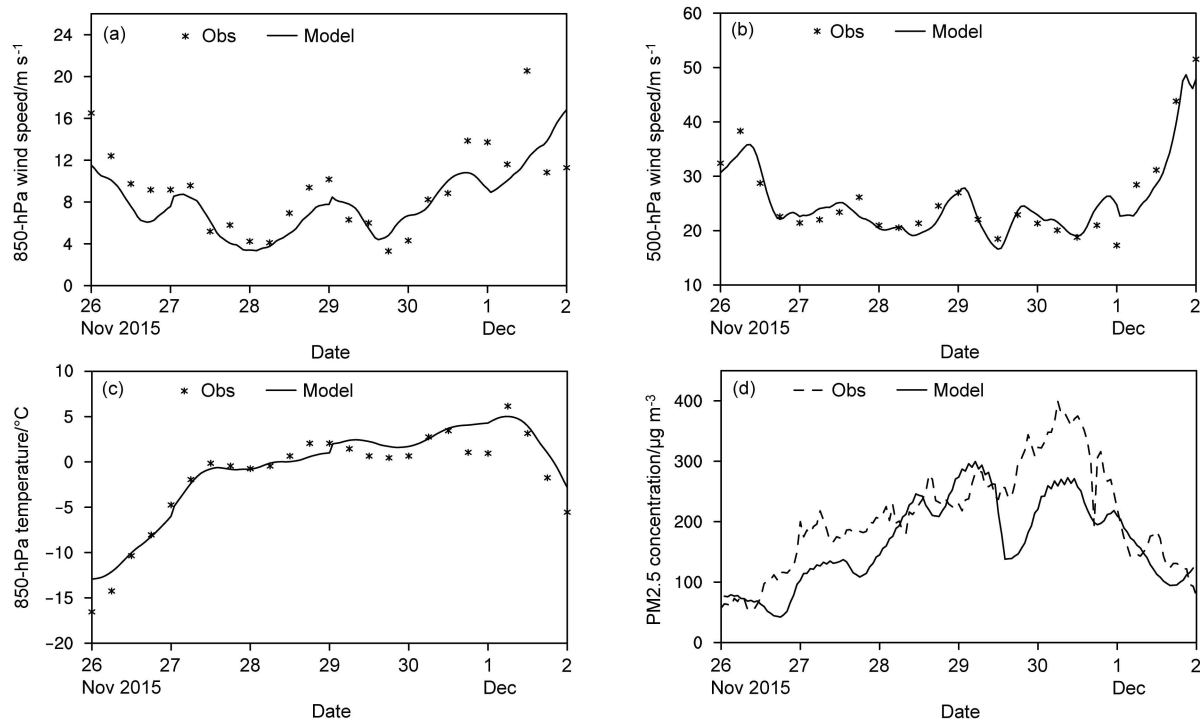 (a) Obs Model
850-hPa wind speed/m s⁻¹
24
20
16
12
8
4
0
26 27 28 29 30 1 2
Nov 2015 Dec
Date
(b) Obs Model
500-hPa wind speed/m s⁻¹
60
50
40
30
20
10
26 27 28 29 30 1 2
Nov 2015 Dec
Date
(c) Obs Model
850-hPa temperature/°C
10
5
0
−5
−10
−15
−20
26 27 28 29 30 1 2
Nov 2015 Dec
Date
(d) Obs Model
PM2.5 concentration/μg m⁻³
400
300
200
100
0
26 27 28 29 30 1 2
Nov 2015 Dec
Date